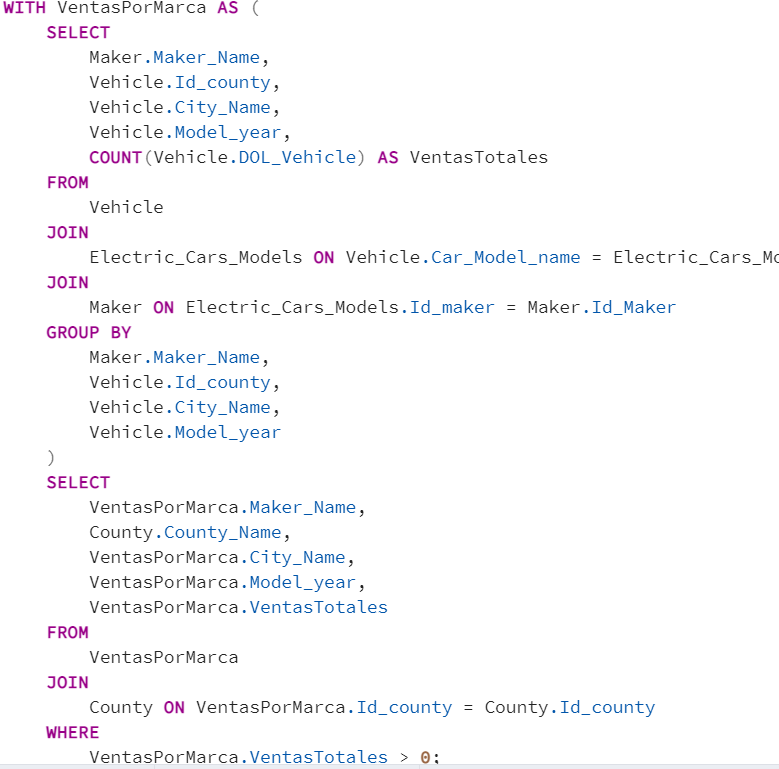 WITH VentasPorMarca AS (
    SELECT
        Maker.Maker_Name,
        Vehicle.Id_county,
        Vehicle.City_Name,
        Vehicle.Model_year,
        COUNT(Vehicle.DOL_Vehicle) AS VentasTotales
    FROM
        Vehicle
    JOIN
        Electric_Cars_Models ON Vehicle.Car_Model_name = Electric_Cars_Mo
    JOIN
        Maker ON Electric_Cars_Models.Id_maker = Maker.Id_Maker
    GROUP BY
        Maker.Maker_Name,
        Vehicle.Id_county,
        Vehicle.City_Name,
        Vehicle.Model_year
    )
    SELECT
        VentasPorMarca.Maker_Name,
        County.County_Name,
        VentasPorMarca.City_Name,
        VentasPorMarca.Model_year,
        VentasPorMarca.VentasTotales
    FROM
        VentasPorMarca
    JOIN
        County ON VentasPorMarca.Id_county = County.Id_county
    WHERE
        VentasPorMarca.VentasTotales > 0;